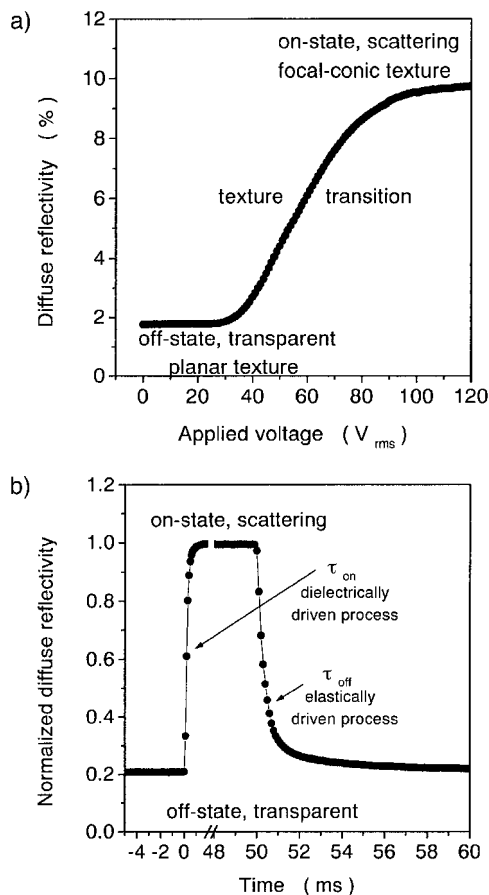 a)
on-state, scattering
focal-conic texture
texture transition
off-state, transparent
planar texture
Diffuse reflectivity ( % )
12
10
8
6
4
2
0
0 20 40 60 80 100 120
Applied voltage ( V rms )
b)
on-state, scattering
τ on
dielectrically
driven process
τ off
elastically
driven process
off-state, transparent
Normalized diffuse reflectivity
1.2
1.0
0.8
0.6
0.4
0.2
0.0
-4 -2 0 48 50 52 54 56 58 60
Time ( ms )